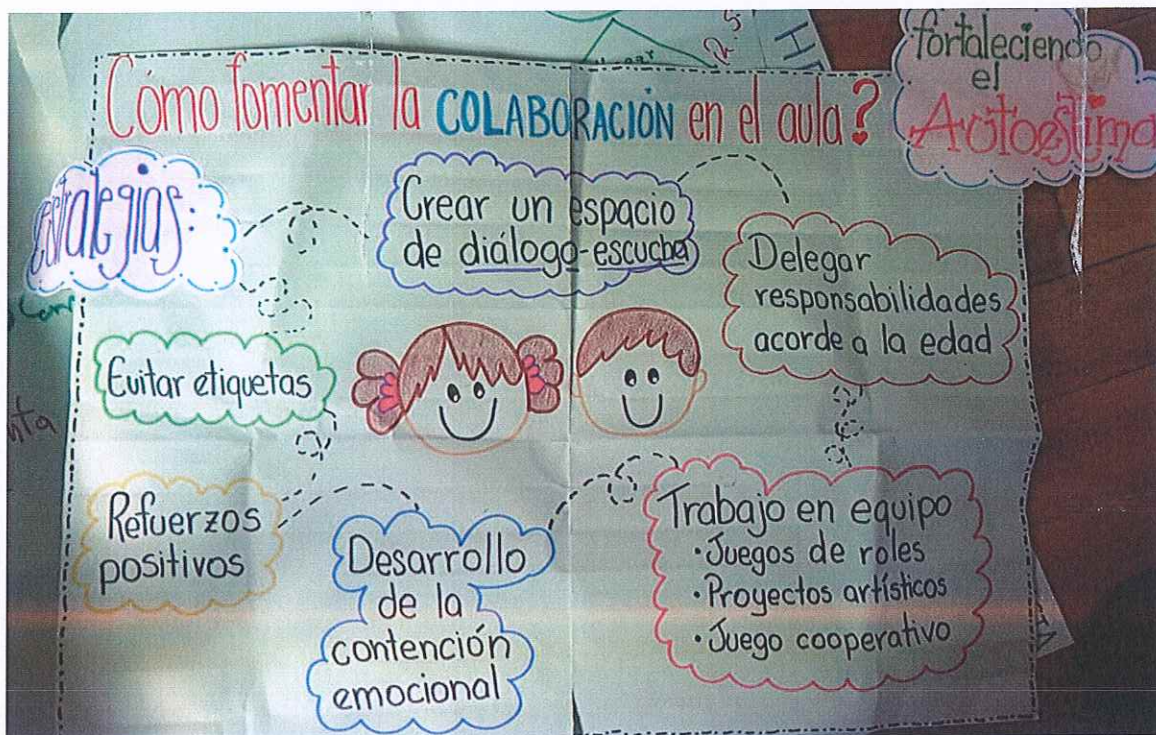 Cómo fomentar la COLABORACIÓN en el aula?
fortaleciendo
el
Autoestima
Estrategias:
Crear un espacio
de diálogo-escucha
Delegar
responsabilidades
acorde a la edad
Trabajo en equipo
• Juegos de roles
• Proyectos artísticos
• Juego cooperativo
Desarrollo
de la
contención
emocional
Refuerzos
positivos
Evitar etiquetas